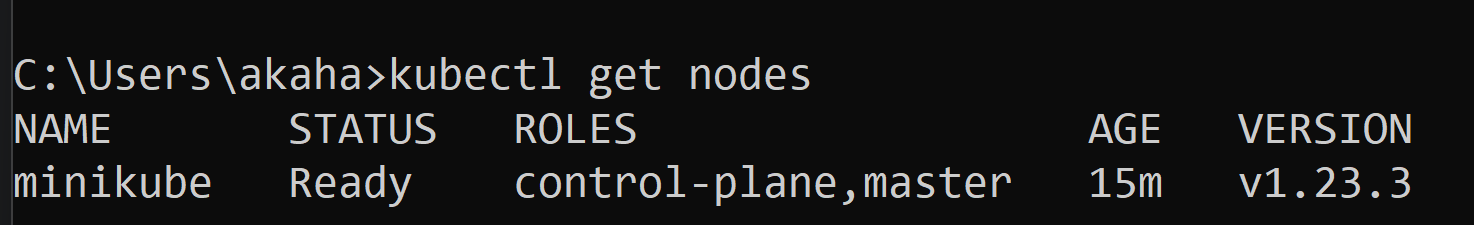 C:\Users\akaha>kubectl get nodes
NAME       STATUS   ROLES                  AGE   VERSION
minikube   Ready    control-plane,master   15m   v1.23.3